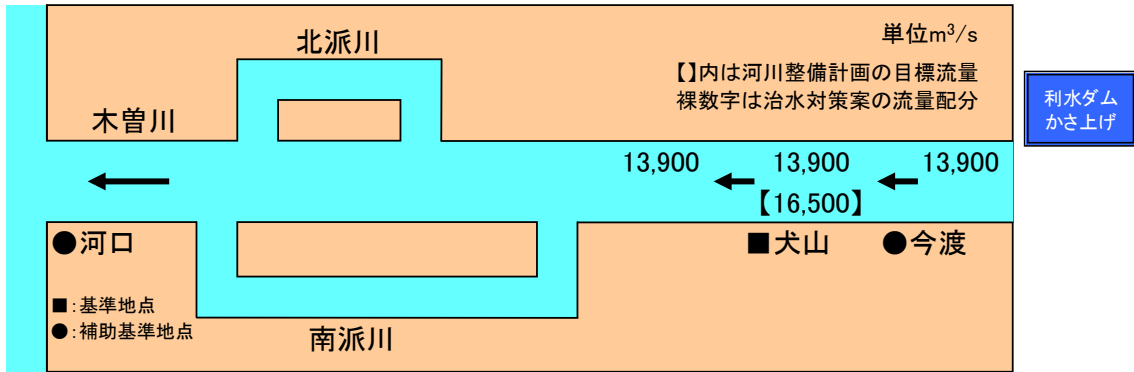 北派川
単位m³/s
【】内は河川整備計画の目標流量
裸数字は治水対策案の流量配分
利水ダム
かさ上げ
木曽川
13,900
13,900
13,900
【16,500】
●河口
■犬山
●今渡
■:基準地点
●:補助基準地点
南派川